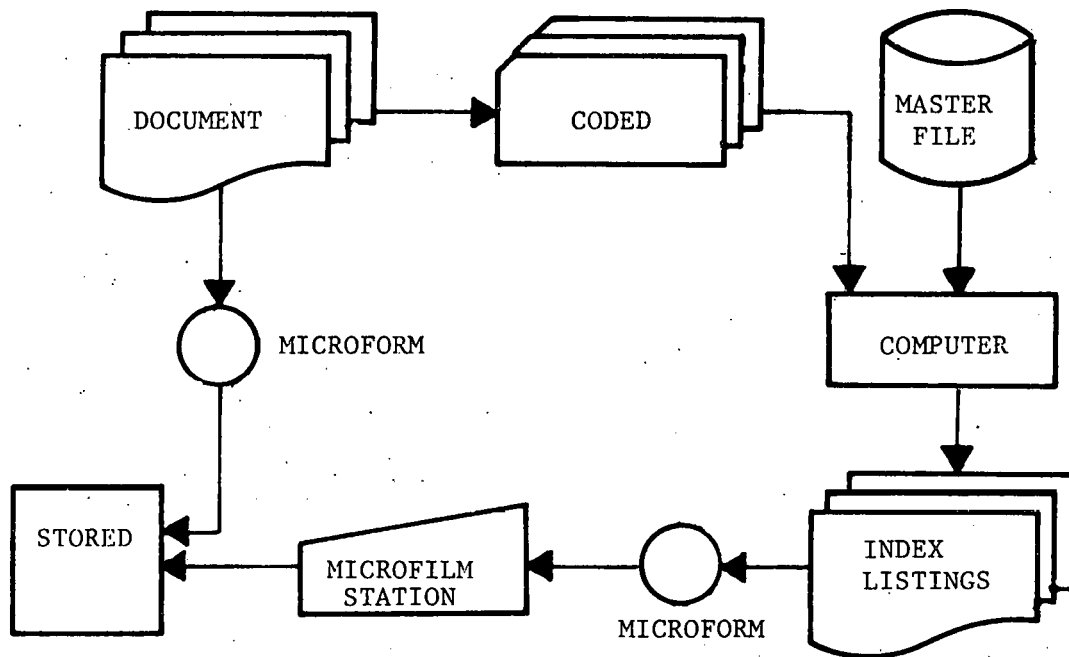 DOCUMENT
CODED
MASTER
FILE
MICROFORM
COMPUTER
STORED
MICROFILM
STATION
MICROFORM
INDEX
LISTINGS